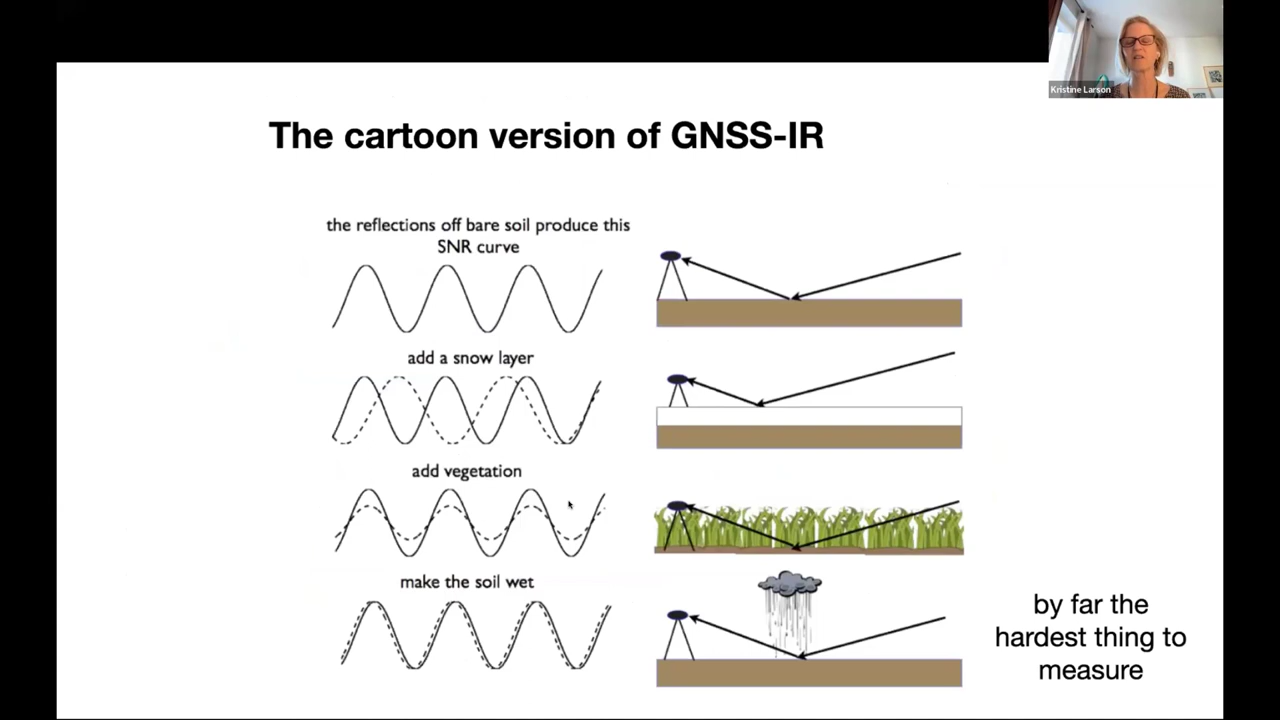 Kristine Larson
The cartoon version of GNSS-IR
the reflections off bare soil produce this
SNR curve
add a snow layer
add vegetation
make the soil wet
by far the
hardest thing to
measure